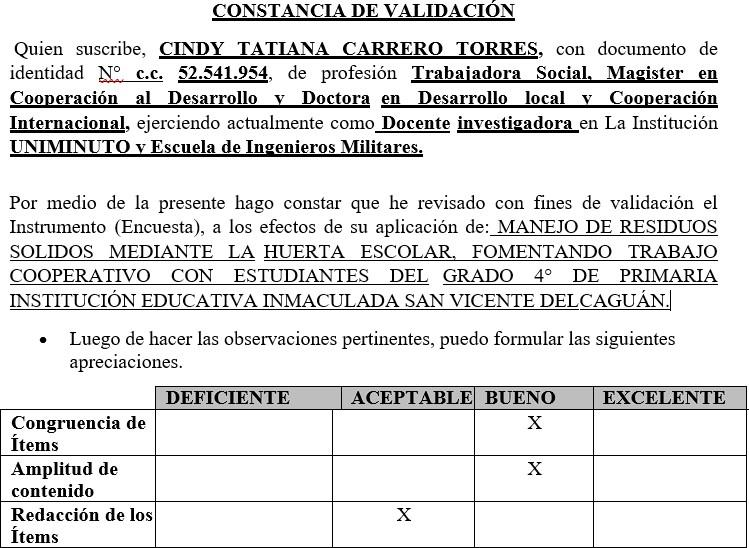 CONSTANCIA DE VALIDACIÓN
Quien suscribe, CINDY TATIANA CARRERO TORRES, con documento de
identidad N° c.c. 52.541.954, de profesión Trabajadora Social, Magister en
Cooperación al Desarrollo y Doctora en Desarrollo local y Cooperación
Internacional, ejerciendo actualmente como Docente investigadora en La Institución
UNIMINUTO y Escuela de Ingenieros Militares.
Por medio de la presente hago constar que he revisado con fines de validación el
Instrumento (Encuesta), a los efectos de su aplicación de: MANEJO DE RESIDUOS
SOLIDOS MEDIANTE LA HUERTA ESCOLAR, FOMENTANDO TRABAJO
COOPERATIVO CON ESTUDIANTES DEL GRADO 4° DE PRIMARIA
INSTITUCIÓN EDUCATIVA INMACULADA SAN VICENTE DELCAGUÁN.
• Luego de hacer las observaciones pertinentes, puedo formular las siguientes
apreciaciones.
DEFICIENTE ACEPTABLE BUENO EXCELENTE
Congruencia de X
Ítems
Amplitud de X
contenido
Redacción de los X
Ítems